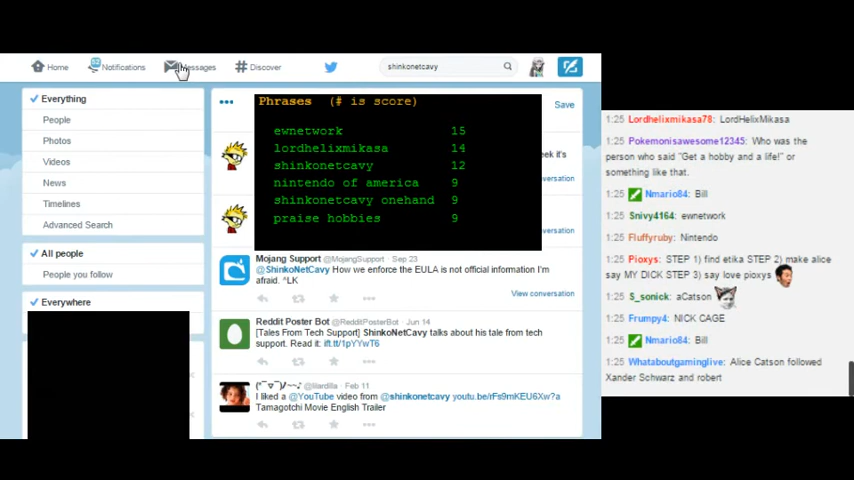 Home
Notifications
Messages
Discover
shinkonetcavy
Everything
People
Photos
Videos
News
Timelines
Advanced Search
All people
People you follow
Everywhere
Save
Phrases (# is score)
ewnetwork 15
lordhelixmikasa 14
shinkonetcavy 12
nintendo of america 9
shinkonetcavy onehand 9
praise hobbies 9
eek it's
conversation
conversation
Mojang Support @MojangSupport · Sep 23
@ShinkoNetCavy How we enforce the EULA is not official information I'm
afraid. ^LK
View conversation
Reddit Poster Bot @RedditPosterBot · Jun 14
[Tales From Tech Support] ShinkoNetCavy talks about his tale from tech
support. Read it: ift.tt/1pYYwT6
@liardilla · Feb 11
I liked a @YouTube video from @shinkonetcavy youtu.be/rFs9mKEU6Xw?a
Tamagotchi Movie English Trailer
1:25 Lordhelixmikasa78: LordHelixMikasa
1:25 Pokemonisawesome12345: Who was the
person who said "Get a hobby and a life!" or
something like that.
1:25 Nmario84: Bill
1:25 Snivy4164: ewnetwork
1:25 Fluffyruby: Nintendo
1:25 Pioxys: STEP 1) find etika STEP 2) make alice
say MY DICK STEP 3) say love pioxys
1:25 S_sonick: aCatson
1:25 Frumpy4: NICK CAGE
1:25 Nmario84: Bill
1:25 Whataboutgaminglive: Alice Catson followed
Xander Schwarz and robert